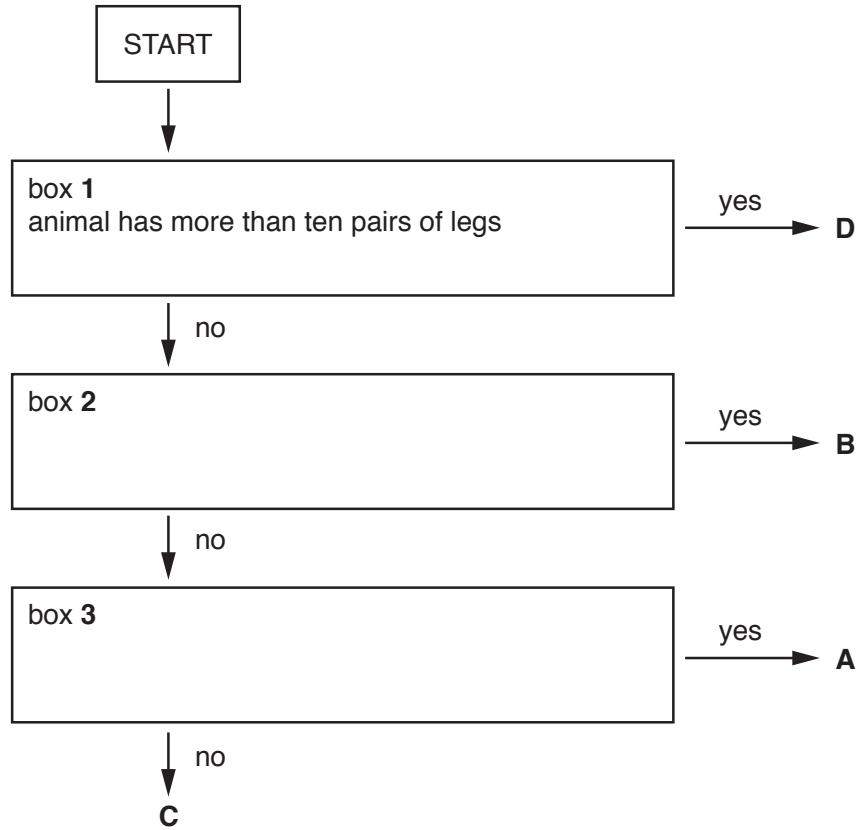 START
box 1
animal has more than ten pairs of legs
yes
D
no
box 2
yes
B
no
box 3
yes
A
no
C